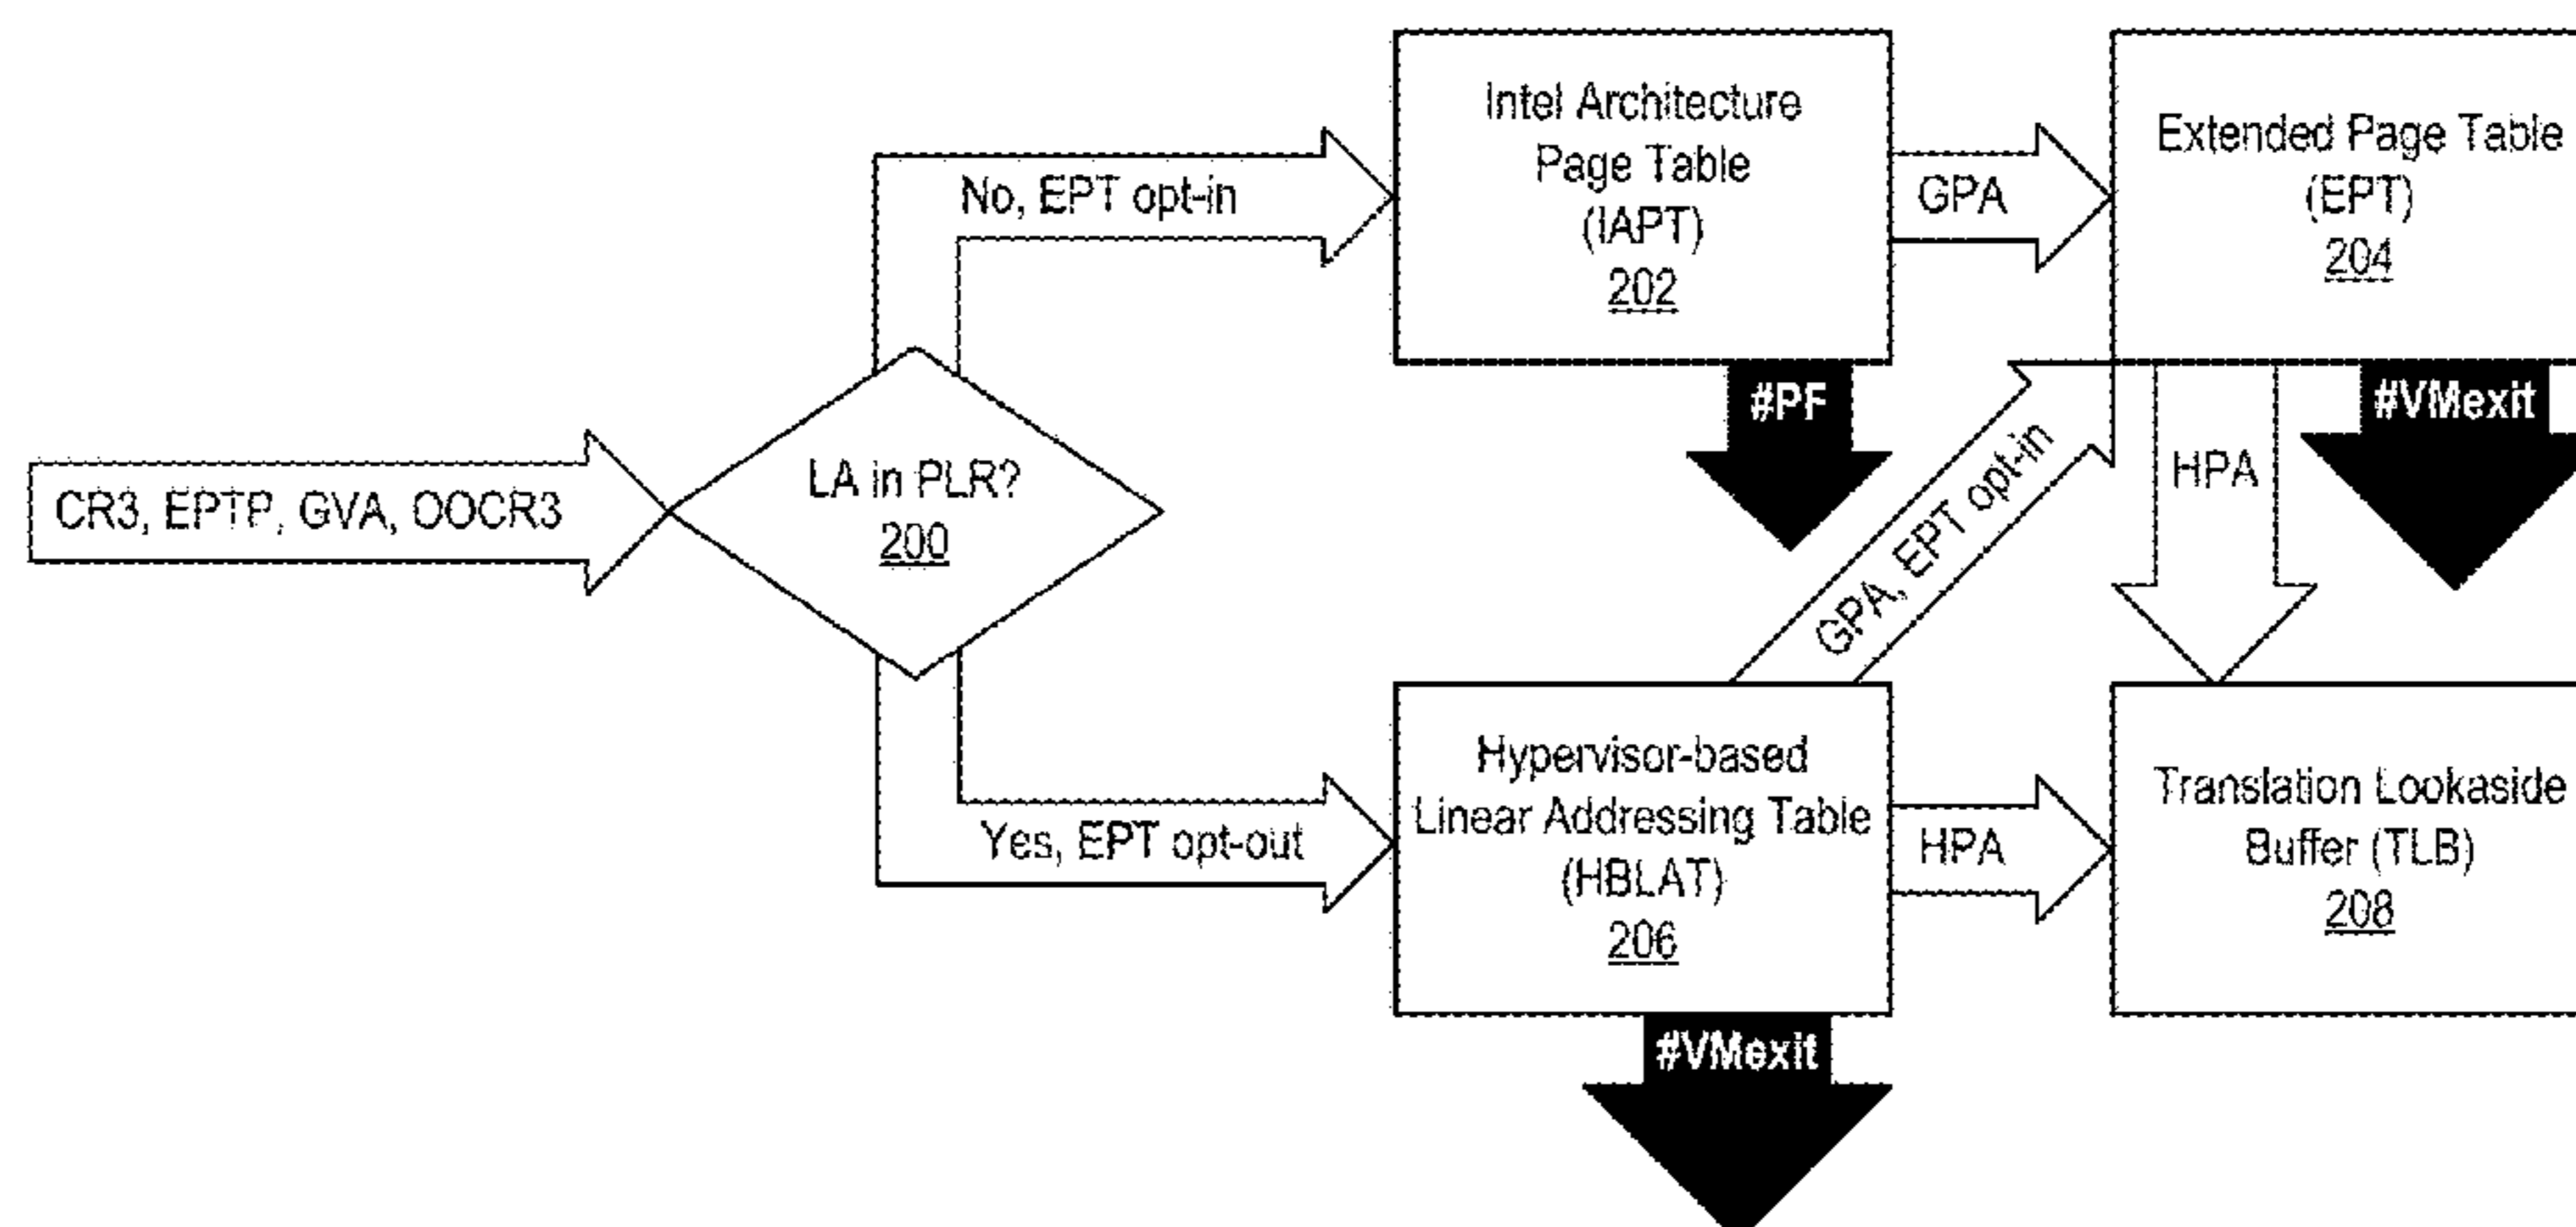 Intel Architecture
Page Table
(IAPT)
202
Extended Page Table
(EPT)
204
No, EPT opt-in
GPA
#PF
#VMexit
HPA
GPA, EPT opt-in
CR3, EPTP, GVA, OOCR3
LA in PLR?
200
Yes, EPT opt-out
Hypervisor-based
Linear Addressing Table
(HBLAT)
206
HPA
Translation Lookaside
Buffer (TLB)
208
#VMexit